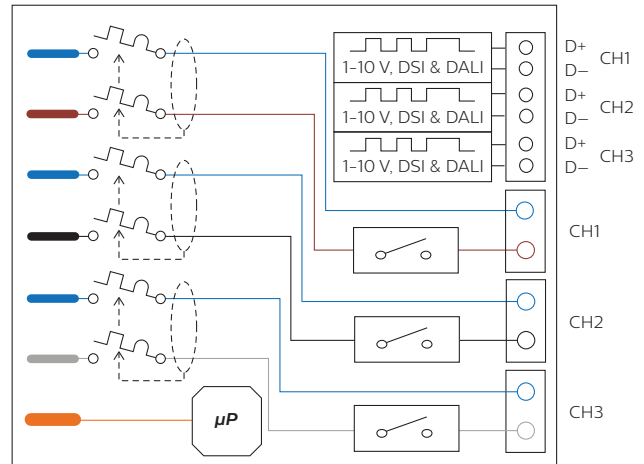 1-10 V, DSI & DALI
D+
D−
CH1
1-10 V, DSI & DALI
D+
D−
CH2
1-10 V, DSI & DALI
D+
D−
CH3
CH1
CH2
CH3
µP